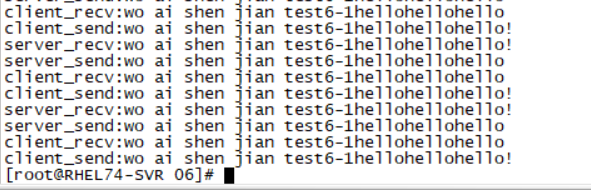 client_recv:wo ai shen jian test6-1hellohellohello
client_send:wo ai shen jian test6-1hellohellohello!
server_recv:wo ai shen jian test6-1hellohellohello!
server_send:wo ai shen jian test6-1hellohellohello
client_recv:wo ai shen jian test6-1hellohellohello
client_send:wo ai shen jian test6-1hellohellohello!
server_recv:wo ai shen jian test6-1hellohellohello!
server_send:wo ai shen jian test6-1hellohellohello
client_recv:wo ai shen jian test6-1hellohellohello
client_send:wo ai shen jian test6-1hellohellohello!
[root@RHEL74-SVR 06]#